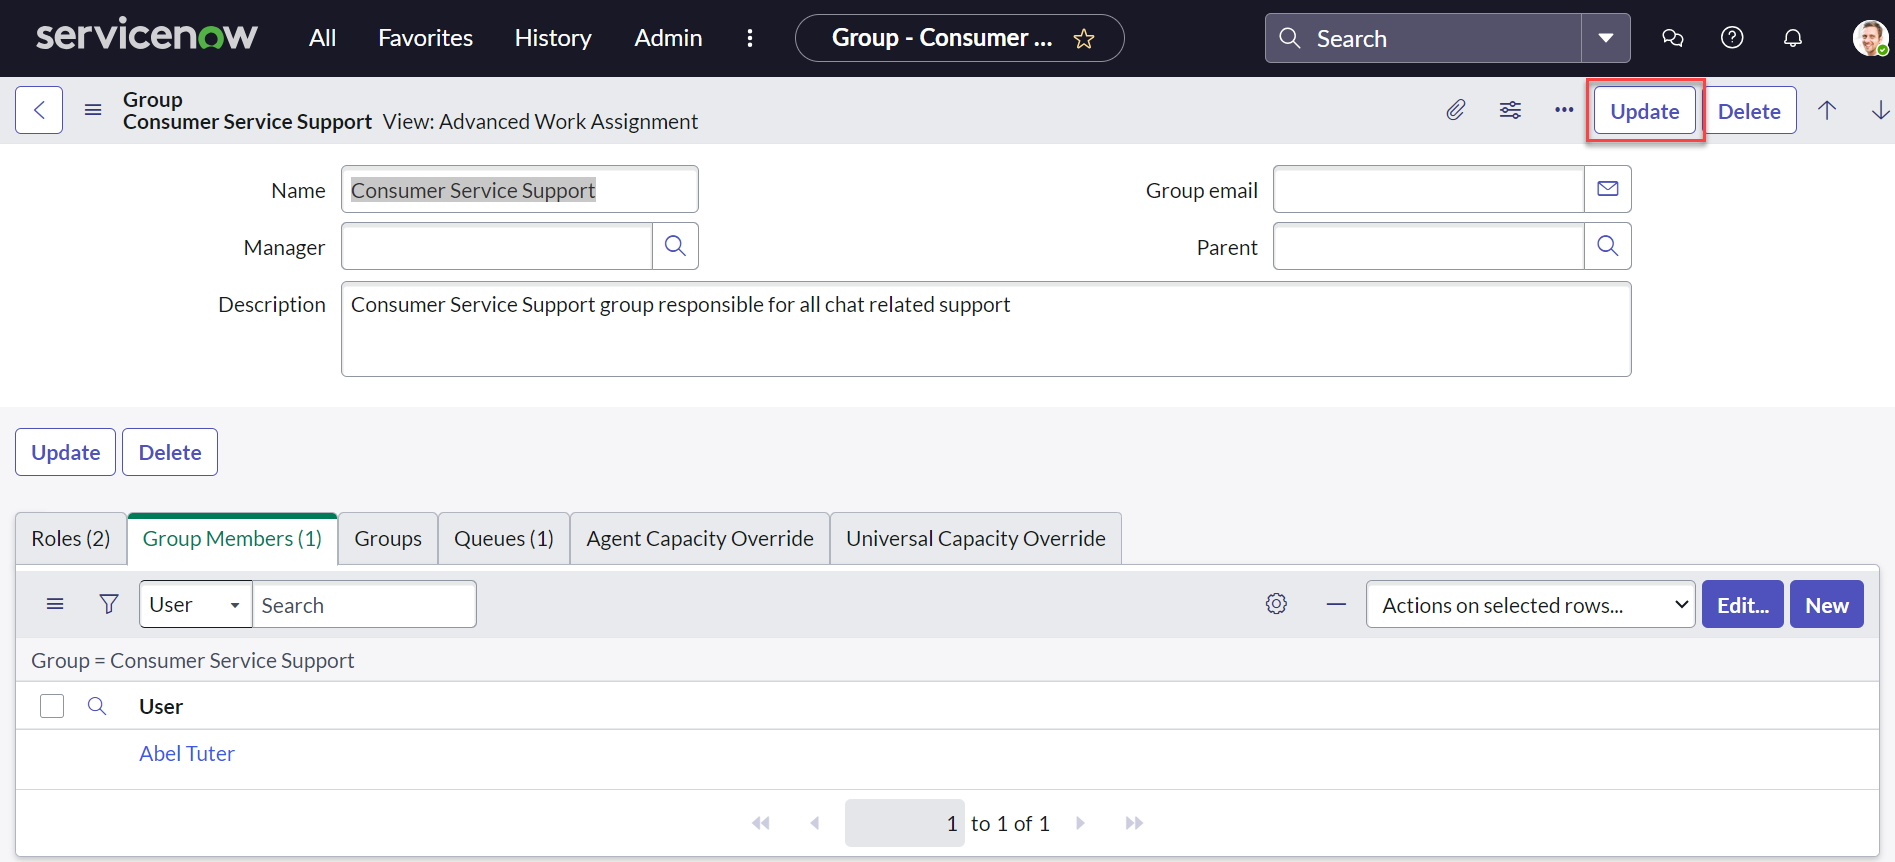 servicenow All Favorites History Admin Group - Consumer ... Search
Group
Consumer Service Support View: Advanced Work Assignment
Update Delete
Name Consumer Service Support Group email
Manager Parent
Description Consumer Service Support group responsible for all chat related support
Update Delete
Roles (2) Group Members (1) Groups Queues (1) Agent Capacity Override Universal Capacity Override
User Search Actions on selected rows... Edit... New
Group = Consumer Service Support
User
Abel Tuter
1 to 1 of 1